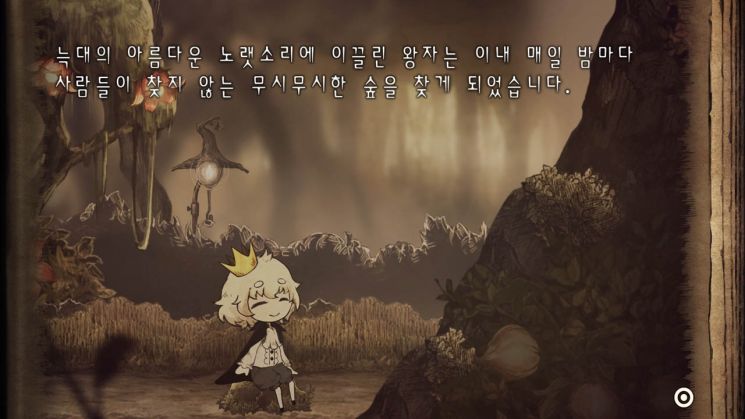 늑대의 아름다운 노랫소리에 이끌린 왕자는 이내 매일 밤마다
사람들이 찾지 않는 무시무시한 숲을 찾게 되었습니다.